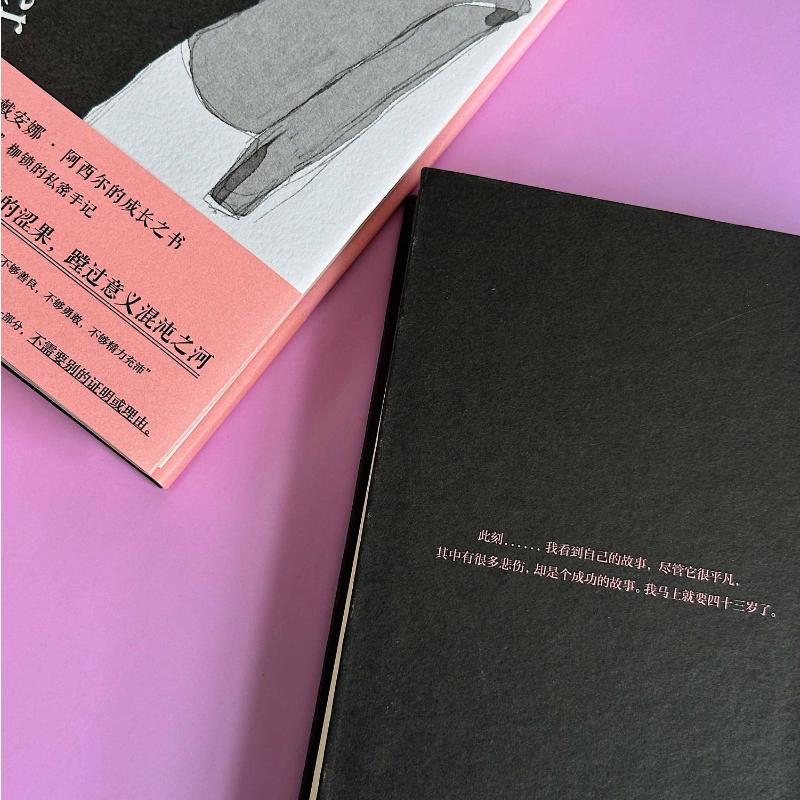 er
戴安娜·阿西尔的成长之书
枷锁的私密手记
的涩果，蹚过意义混沌之河
不够善良，不够勇敢，不够精力充沛”
一部分，不需要别的证明或理由。
此刻......我看到自己的故事，尽管它很平凡，
其中有很多悲伤，却是个成功的故事。我马上就要四十三岁了。